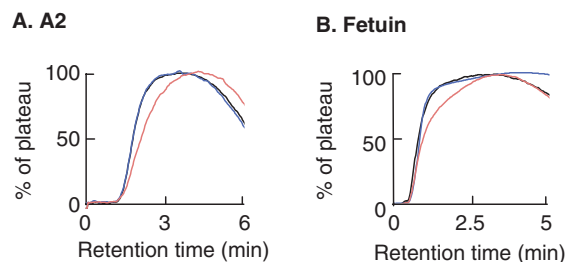 A. A2
B. Fetuin
% of plateau
100
50
0
0
3
6
Retention time (min)
% of plateau
100
50
0
0
2.5
5
Retention time (min)